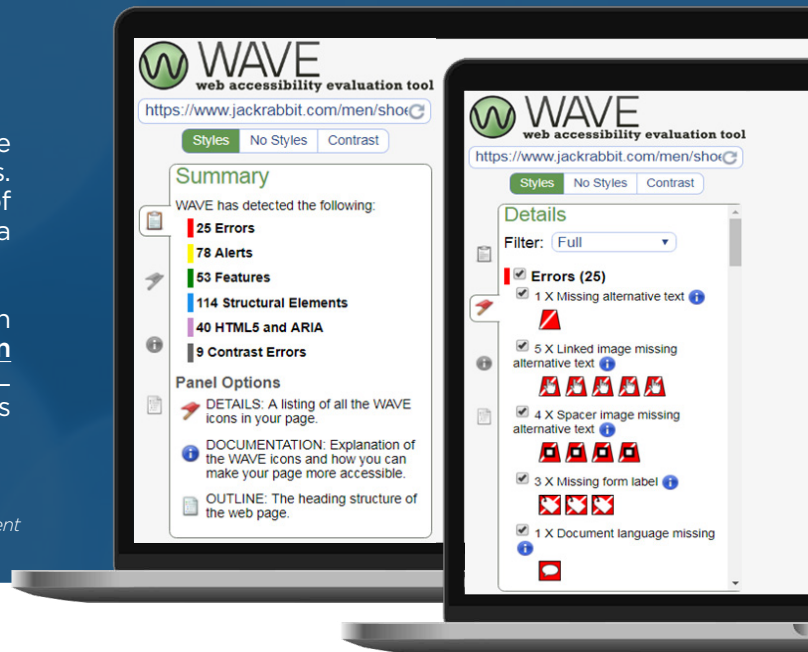 e
s.
of
a
n
n
–
s
ent
WAVE
web accessibility evaluation tool
https://www.jackrabbit.com/men/shoe
Styles No Styles Contrast
Summary
WAVE has detected the following:
25 Errors
78 Alerts
53 Features
114 Structural Elements
40 HTML5 and ARIA
9 Contrast Errors
Panel Options
DETAILS: A listing of all the WAVE
icons in your page.
DOCUMENTATION: Explanation of
the WAVE icons and how you can
make your page more accessible.
OUTLINE: The heading structure of
the web page.
WAVE
web accessibility evaluation tool
https://www.jackrabbit.com/men/shoe
Styles No Styles Contrast
Details
Filter: Full
Errors (25)
1 X Missing alternative text
5 X Linked image missing
alternative text
4 X Spacer image missing
alternative text
3 X Missing form label
1 X Document language missing